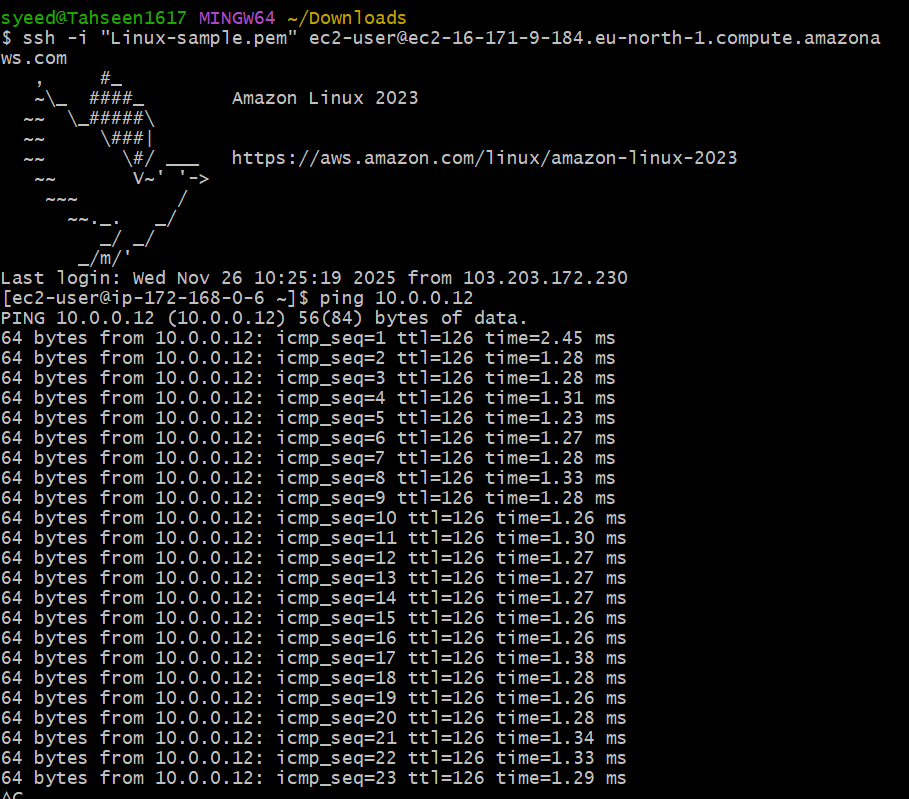 syeed@Tahseen1617 MINGW64 ~/Downloads
$ ssh -i "Linux-sample.pem" ec2-user@ec2-16-171-9-184.eu-north-1.compute.amazona
ws.com
   ,     #_
   ~\_  ####_        Amazon Linux 2023
  ~~  \_#####\
  ~~     \###|
  ~~       \#/ ___   https://aws.amazon.com/linux/amazon-linux-2023
   ~~       V~' '->
    ~~~         /
      ~~._.   _/
         _/ _/
       _/m/'
Last login: Wed Nov 26 10:25:19 2025 from 103.203.172.230
[ec2-user@ip-172-168-0-6 ~]$ ping 10.0.0.12
PING 10.0.0.12 (10.0.0.12) 56(84) bytes of data.
64 bytes from 10.0.0.12: icmp_seq=1 ttl=126 time=2.45 ms
64 bytes from 10.0.0.12: icmp_seq=2 ttl=126 time=1.28 ms
64 bytes from 10.0.0.12: icmp_seq=3 ttl=126 time=1.28 ms
64 bytes from 10.0.0.12: icmp_seq=4 ttl=126 time=1.31 ms
64 bytes from 10.0.0.12: icmp_seq=5 ttl=126 time=1.23 ms
64 bytes from 10.0.0.12: icmp_seq=6 ttl=126 time=1.27 ms
64 bytes from 10.0.0.12: icmp_seq=7 ttl=126 time=1.28 ms
64 bytes from 10.0.0.12: icmp_seq=8 ttl=126 time=1.33 ms
64 bytes from 10.0.0.12: icmp_seq=9 ttl=126 time=1.28 ms
64 bytes from 10.0.0.12: icmp_seq=10 ttl=126 time=1.26 ms
64 bytes from 10.0.0.12: icmp_seq=11 ttl=126 time=1.30 ms
64 bytes from 10.0.0.12: icmp_seq=12 ttl=126 time=1.27 ms
64 bytes from 10.0.0.12: icmp_seq=13 ttl=126 time=1.27 ms
64 bytes from 10.0.0.12: icmp_seq=14 ttl=126 time=1.27 ms
64 bytes from 10.0.0.12: icmp_seq=15 ttl=126 time=1.26 ms
64 bytes from 10.0.0.12: icmp_seq=16 ttl=126 time=1.26 ms
64 bytes from 10.0.0.12: icmp_seq=17 ttl=126 time=1.38 ms
64 bytes from 10.0.0.12: icmp_seq=18 ttl=126 time=1.28 ms
64 bytes from 10.0.0.12: icmp_seq=19 ttl=126 time=1.26 ms
64 bytes from 10.0.0.12: icmp_seq=20 ttl=126 time=1.28 ms
64 bytes from 10.0.0.12: icmp_seq=21 ttl=126 time=1.34 ms
64 bytes from 10.0.0.12: icmp_seq=22 ttl=126 time=1.33 ms
64 bytes from 10.0.0.12: icmp_seq=23 ttl=126 time=1.29 ms
^C